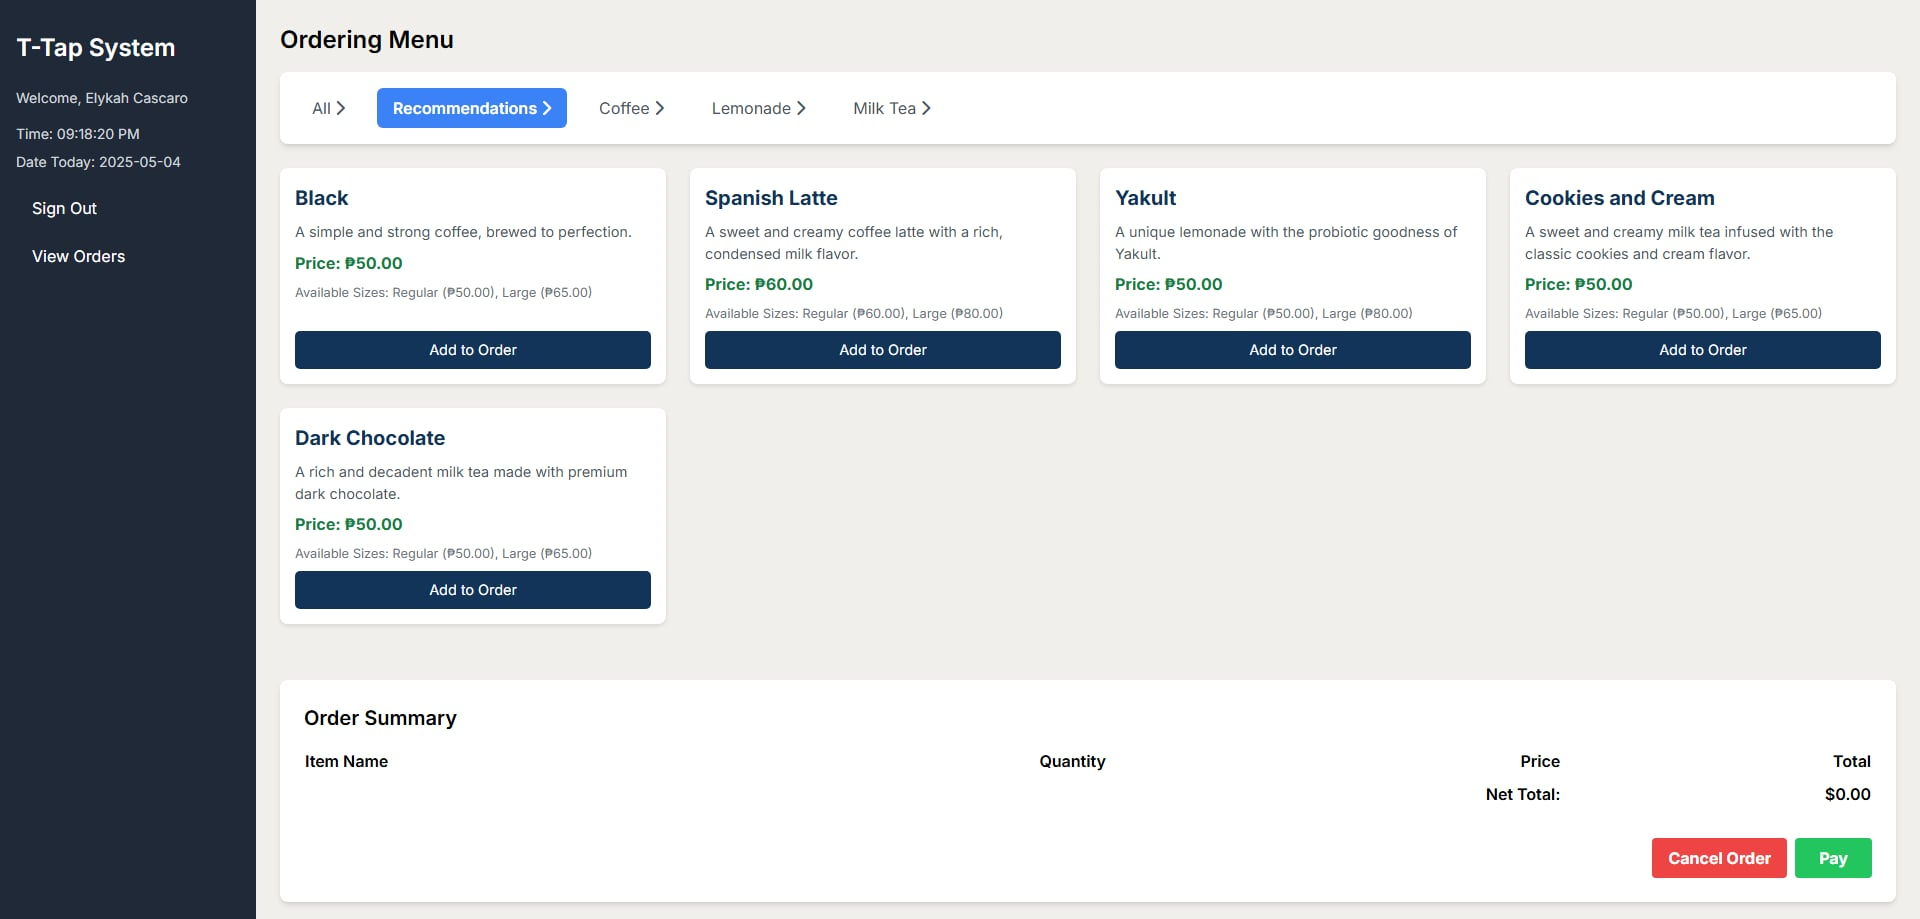 T-Tap System
Welcome, Elykah Cascaro
Time: 09:18:20 PM
Date Today: 2025-05-04
Sign Out
View Orders
Ordering Menu
All
Recommendations
Coffee
Lemonade
Milk Tea
Black
A simple and strong coffee, brewed to perfection.
Price: ₱50.00
Available Sizes: Regular (₱50.00), Large (₱65.00)
Add to Order
Spanish Latte
A sweet and creamy coffee latte with a rich,
condensed milk flavor.
Price: ₱60.00
Available Sizes: Regular (₱60.00), Large (₱80.00)
Add to Order
Yakult
A unique lemonade with the probiotic goodness of
Yakult.
Price: ₱50.00
Available Sizes: Regular (₱50.00), Large (₱80.00)
Add to Order
Cookies and Cream
A sweet and creamy milk tea infused with the
classic cookies and cream flavor.
Price: ₱50.00
Available Sizes: Regular (₱50.00), Large (₱65.00)
Add to Order
Dark Chocolate
A rich and decadent milk tea made with premium
dark chocolate.
Price: ₱50.00
Available Sizes: Regular (₱50.00), Large (₱65.00)
Add to Order
Order Summary
Item Name Quantity Price Total
Net Total: $0.00
Cancel Order
Pay